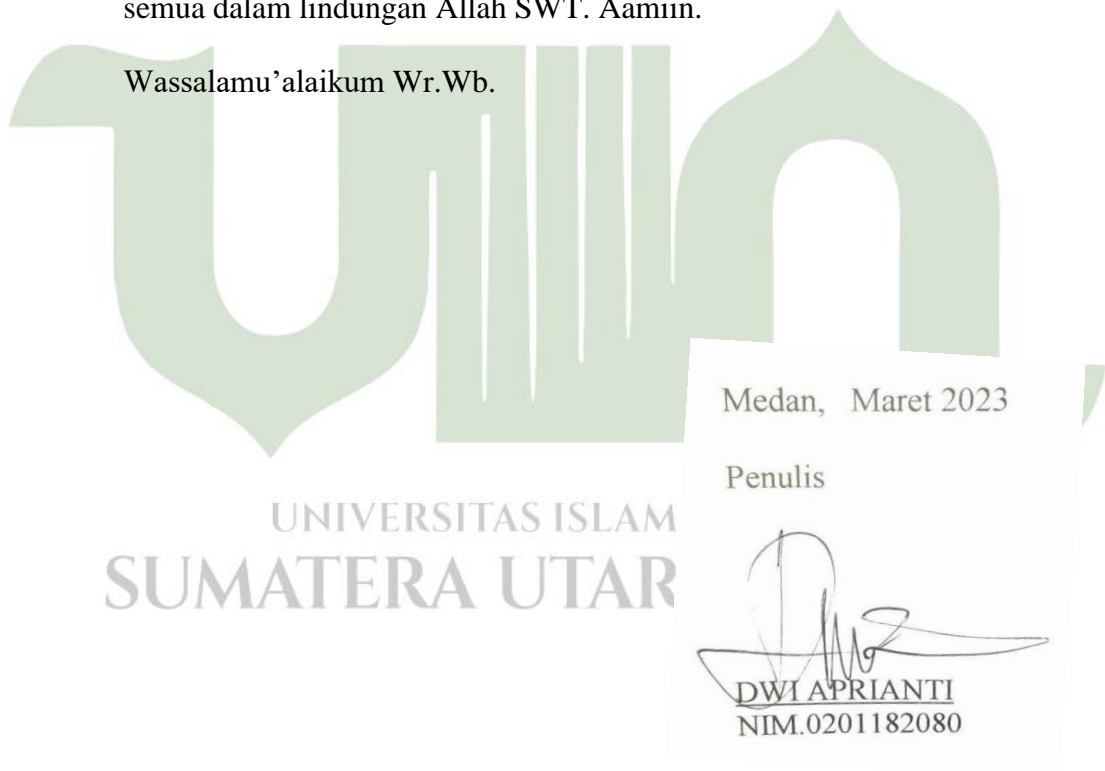 semua dalam lindungan Allah SWT. Aamiin.
Wassalamu'alaikum Wr.Wb.
Medan, Maret 2023
Penulis
UNIVERSITAS ISLAM
SUMATERA UTAR
DWI APRIANTI
NIM.0201182080